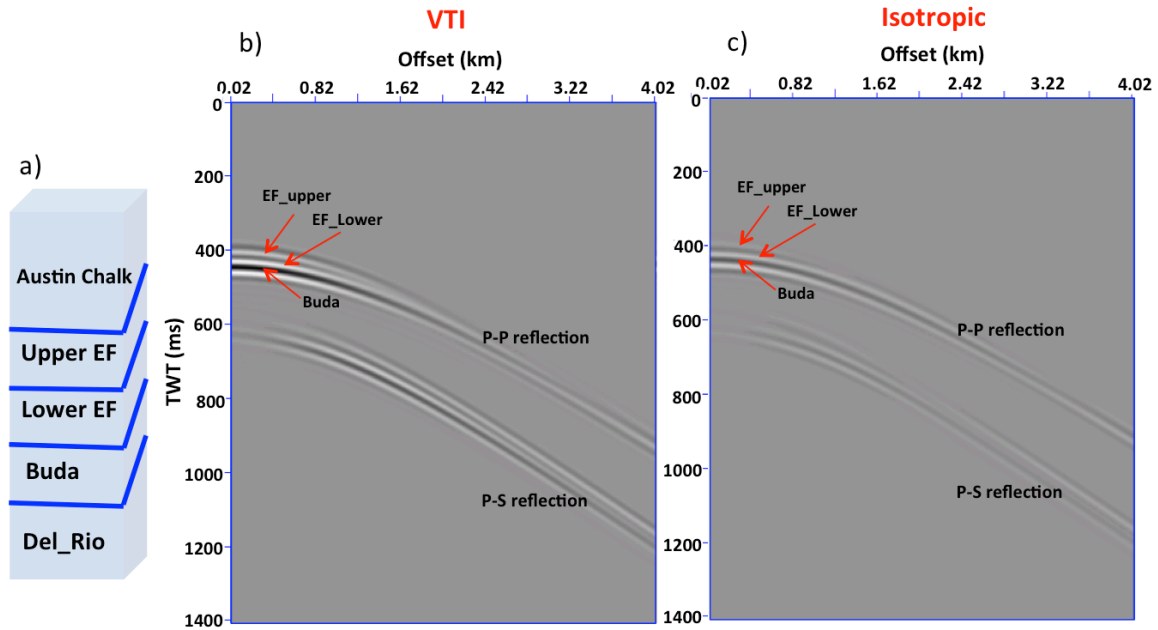 VTI
Isotropic
b)
c)
Offset (km)
Offset (km)
0.02 0.82 1.62 2.42 3.22 4.02
0.02 0.82 1.62 2.42 3.22 4.02
a)
Austin Chalk
Upper EF
Lower EF
Buda
Del_Rio
TWT (ms)
0
200
400
600
800
1000
1200
1400
EF_upper
EF_Lower
Buda
P-P reflection
P-S reflection
0
200
400
600
800
1000
1200
1400
EF_upper
EF_Lower
Buda
P-P reflection
P-S reflection